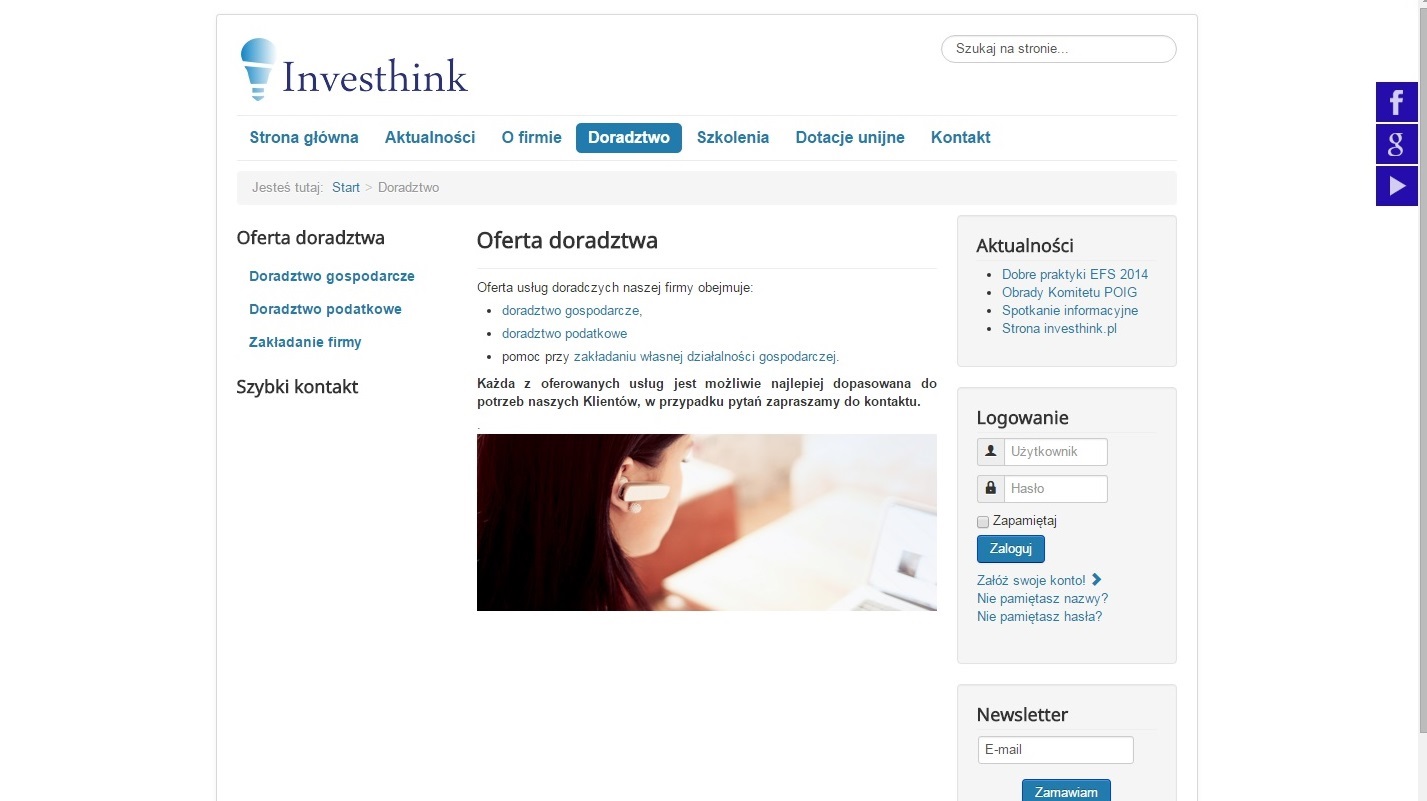 Investhink
Szukaj na stronie...
Strona główna Aktualności O firmie Doradztwo Szkolenia Dotacje unijne Kontakt
Jesteś tutaj: Start > Doradztwo
Oferta doradztwa
Doradztwo gospodarcze
Doradztwo podatkowe
Zakładanie firmy
Szybki kontakt
Oferta doradztwa
Oferta usług doradczych naszej firmy obejmuje:
• doradztwo gospodarcze,
• doradztwo podatkowe
• pomoc przy zakładaniu własnej działalności gospodarczej.
Każda z oferowanych usług jest możliwie najlepiej dopasowana do
potrzeb naszych Klientów, w przypadku pytań zapraszamy do kontaktu.
.
Aktualności
• Dobre praktyki EFS 2014
• Obrady Komitetu POIG
• Spotkanie informacyjne
• Strona investhink.pl
Logowanie
Użytkownik
Hasło
Zapamiętaj
Zaloguj
Załóż swoje konto!
Nie pamiętasz nazwy?
Nie pamiętasz hasła?
Newsletter
E-mail
Zamawiam
f
g